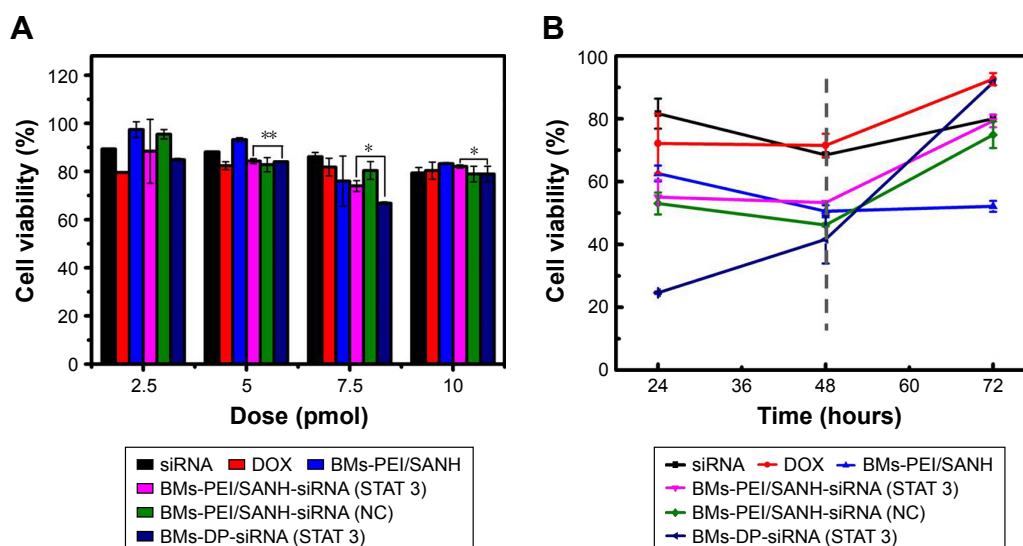 A
Cell viability (%)
120
100
80
60
40
20
0
**
*
*
2.5 5 7.5 10
Dose (pmol)
siRNA DOX BMs-PEI/SANH
BMs-PEI/SANH-siRNA (STAT 3)
BMs-PEI/SANH-siRNA (NC)
BMs-DP-siRNA (STAT 3)
B
Cell viability (%)
100
80
60
40
20
0
24 36 48 60 72
Time (hours)
siRNA DOX BMs-PEI/SANH
BMs-PEI/SANH-siRNA (STAT 3)
BMs-PEI/SANH-siRNA (NC)
BMs-DP-siRNA (STAT 3)